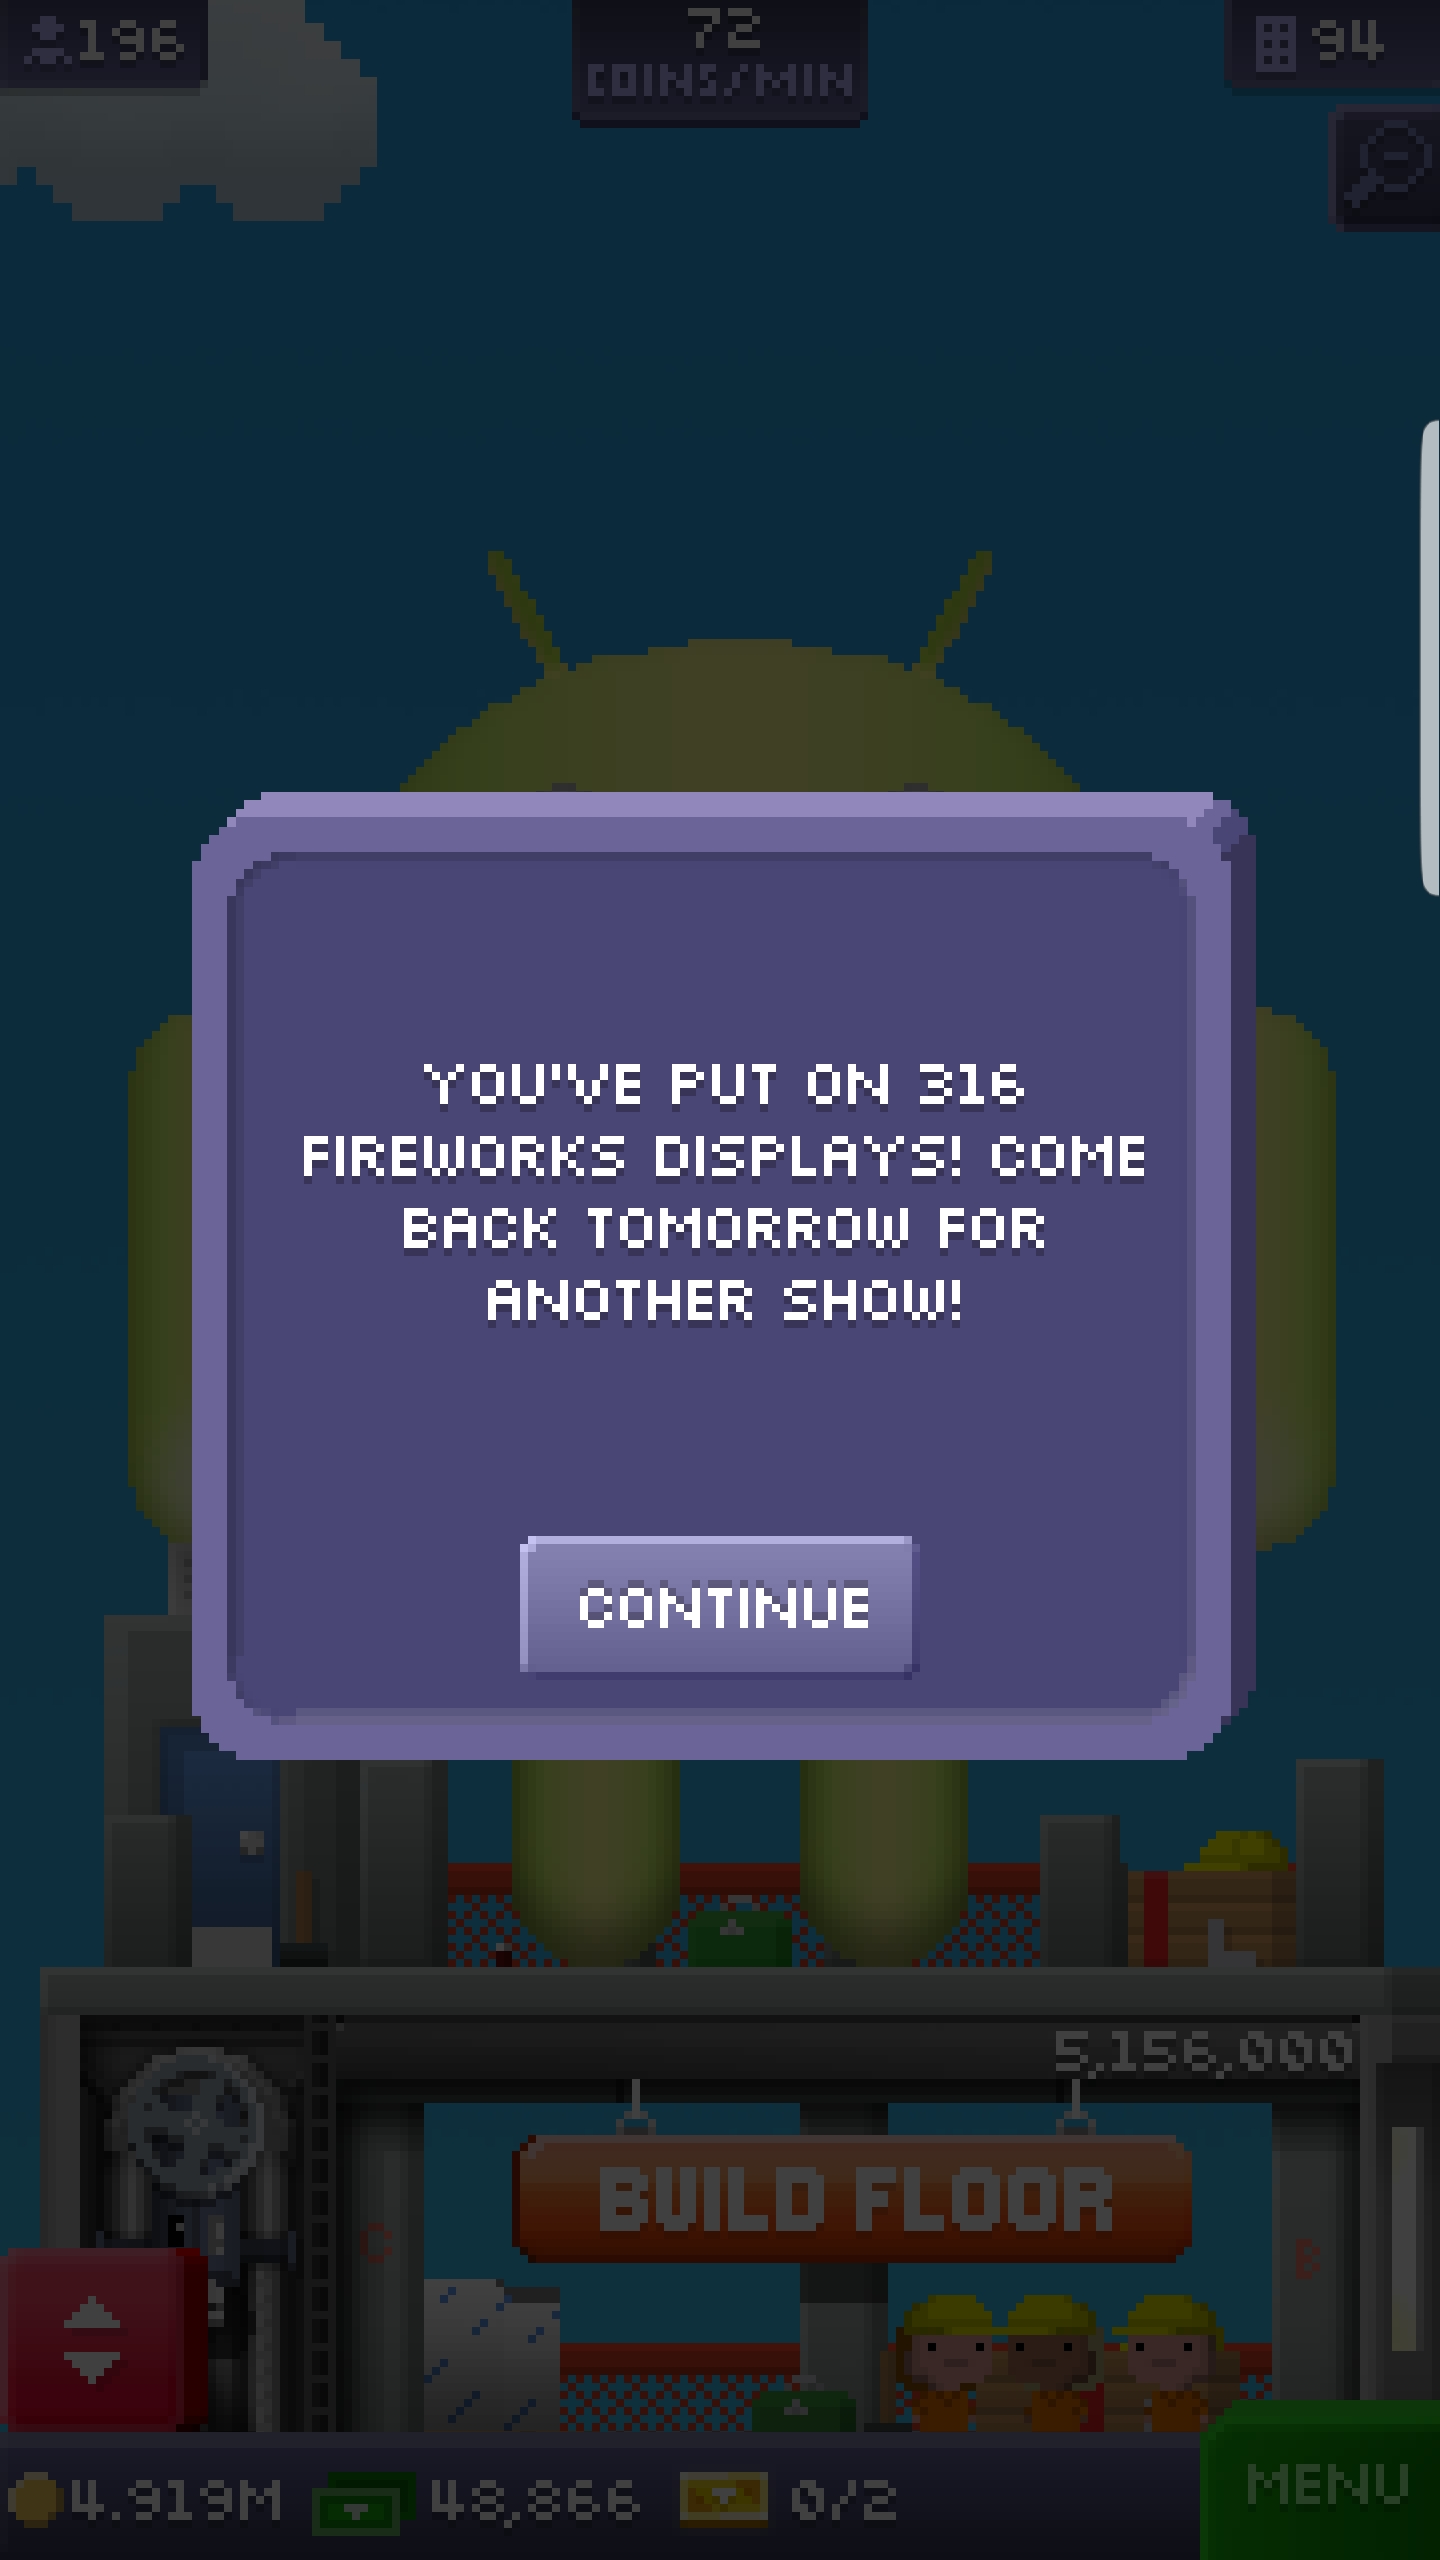 196
72
COINS/MIN
94
YOU'VE PUT ON 316
FIREWORKS DISPLAYS! COME
BACK TOMORROW FOR
ANOTHER SHOW!
CONTINUE
5,156,000
BUILD FLOOR
C
B
4.919M
48,866
0/2
MENU